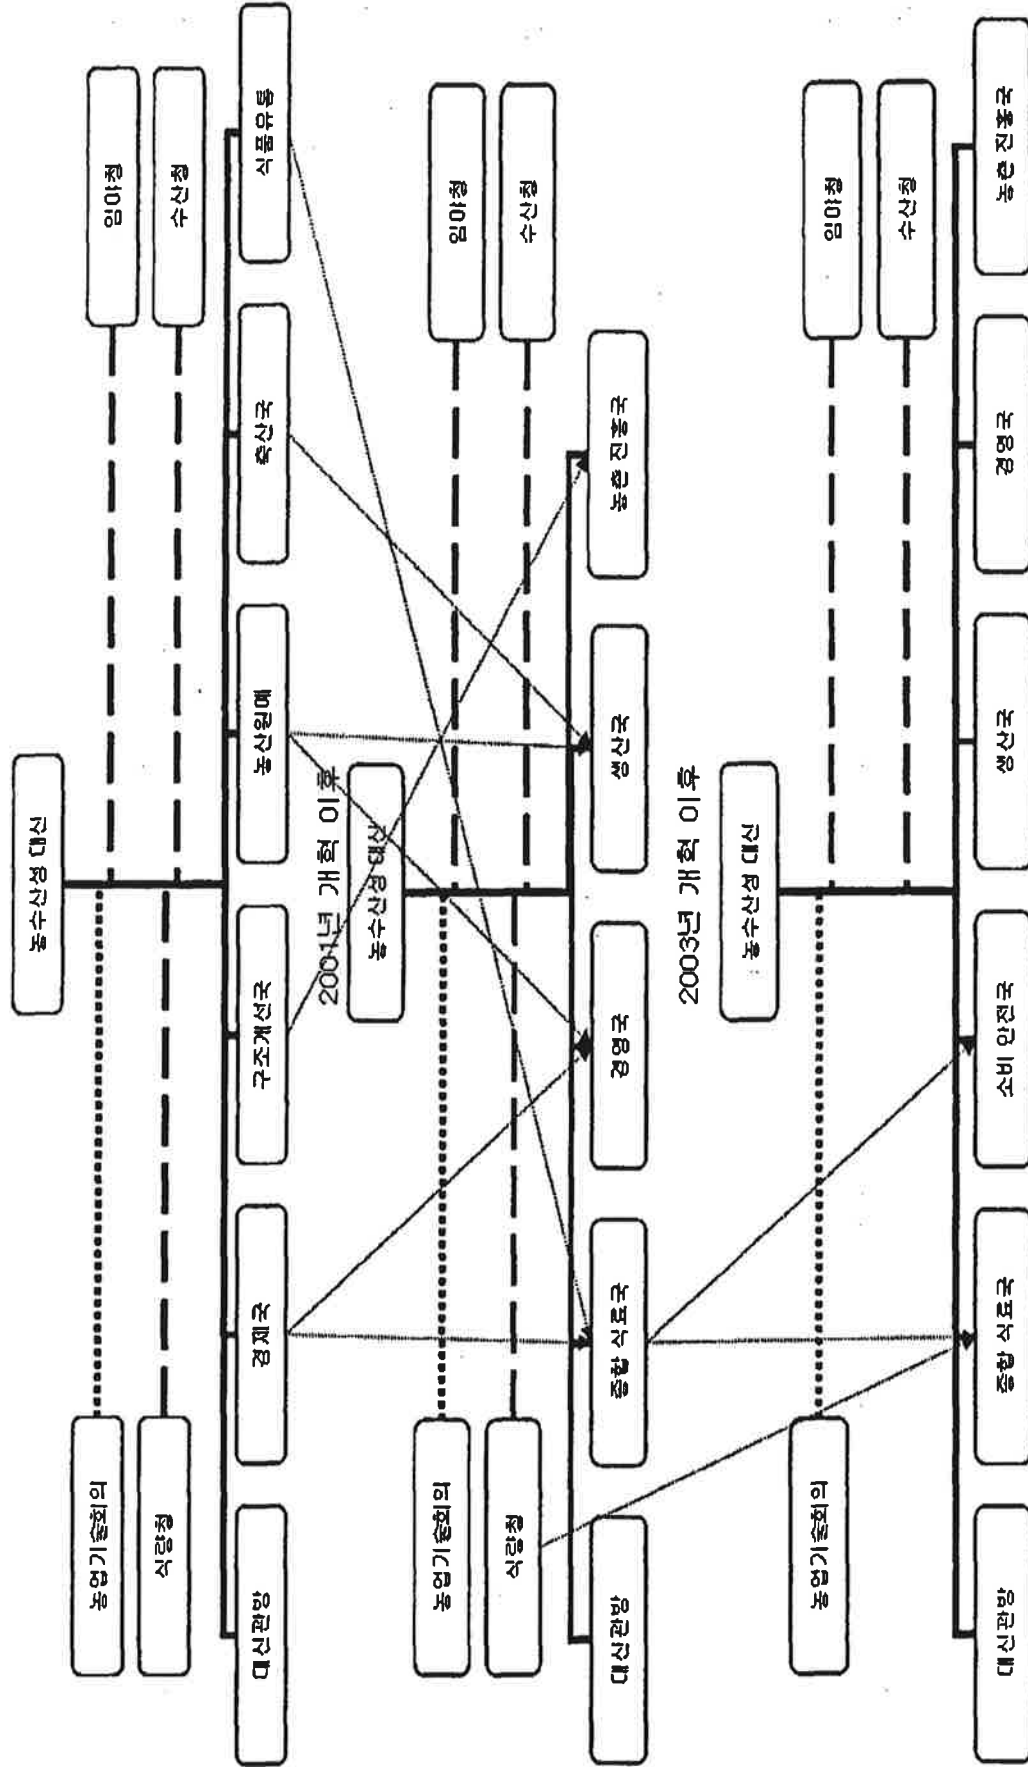 농수산성 대신
농업기술회의
임야청
식량청
수산청
대신관방
경제국
구조개선국
농산원예
축산국
식품유통
2001년 개혁 이후
농수산성 대신
농업기술회의
임야청
식량청
수산청
대신관방
종합 식료국
경영국
생산국
농촌 진흥국
2003년 개혁 이후
농수산성 대신
농업기술회의
임야청
수산청
대신관방
종합 식료국
소비 안전국
생산국
경영국
농촌 진흥국